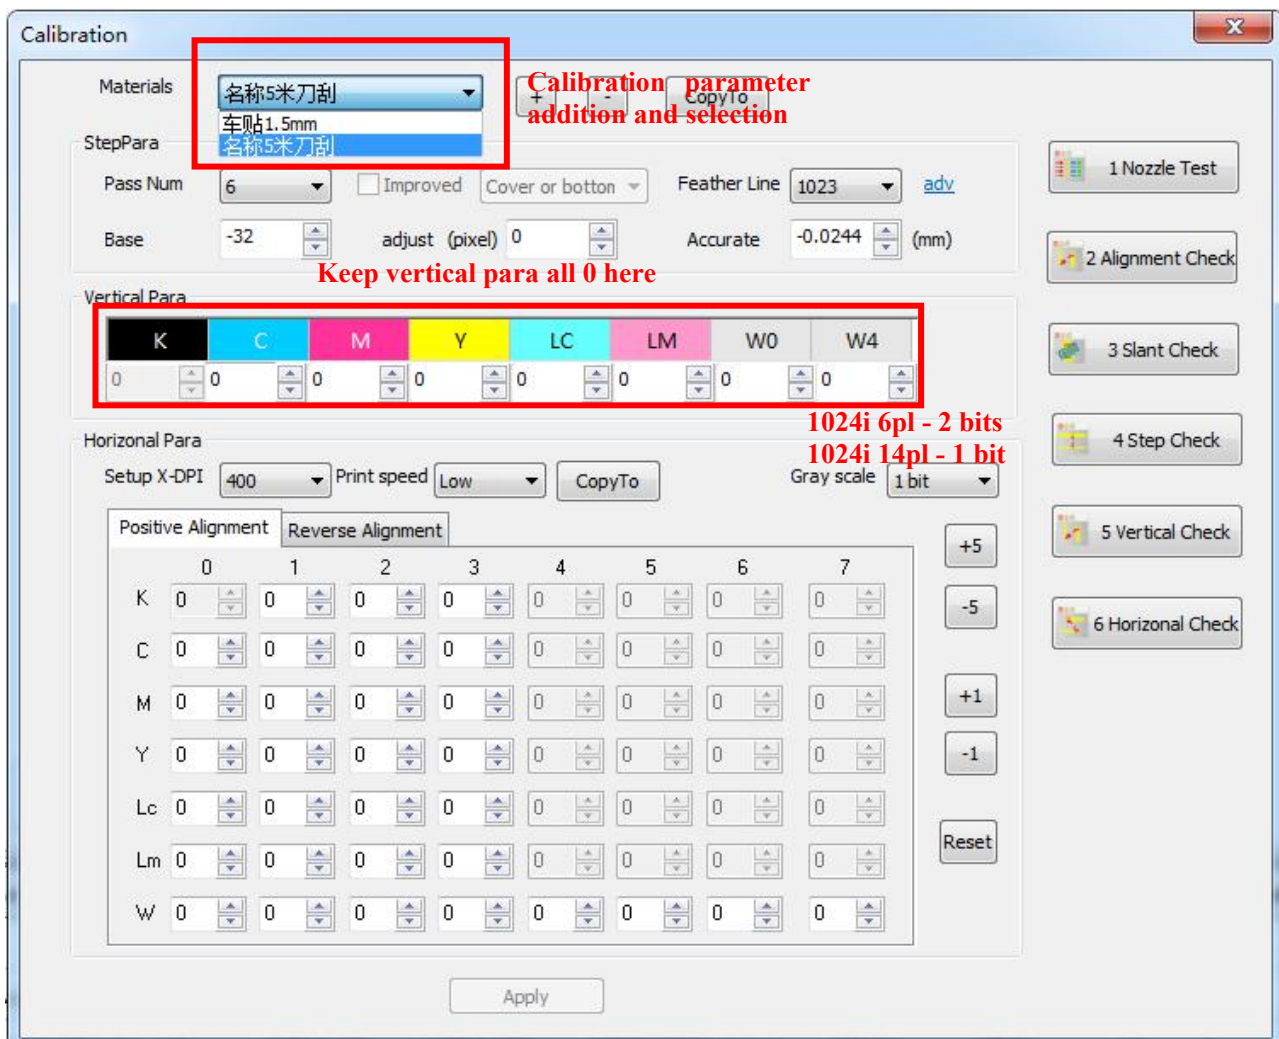 Calibration
Materials 名称5米刀刮 + - CopyTo
Calibration parameter
addition and selection
车贴1.5mm
名称5米刀刮
StepPara
Pass Num 6 Improved Cover or botton Feather Line 1023 adv
Base -32 adjust (pixel) 0 Accurate -0.0244 (mm)
Keep vertical para all 0 here
Vertical Para
K C M Y LC LM W0 W4
0 0 0 0 0 0 0 0
1024i 6pl - 2 bits
1024i 14pl - 1 bit
Horizonal Para
Setup X-DPI 400 Print speed Low CopyTo Gray scale 1 bit
Positive Alignment Reverse Alignment
0 1 2 3 4 5 6 7
K 0 0 0 0 0 0 0 0
C 0 0 0 0 0 0 0 0
M 0 0 0 0 0 0 0 0
Y 0 0 0 0 0 0 0 0
Lc 0 0 0 0 0 0 0 0
Lm 0 0 0 0 0 0 0 0
W 0 0 0 0 0 0 0 0
+5
-5
+1
-1
Reset
Apply
1 Nozzle Test
2 Alignment Check
3 Slant Check
4 Step Check
5 Vertical Check
6 Horizonal Check